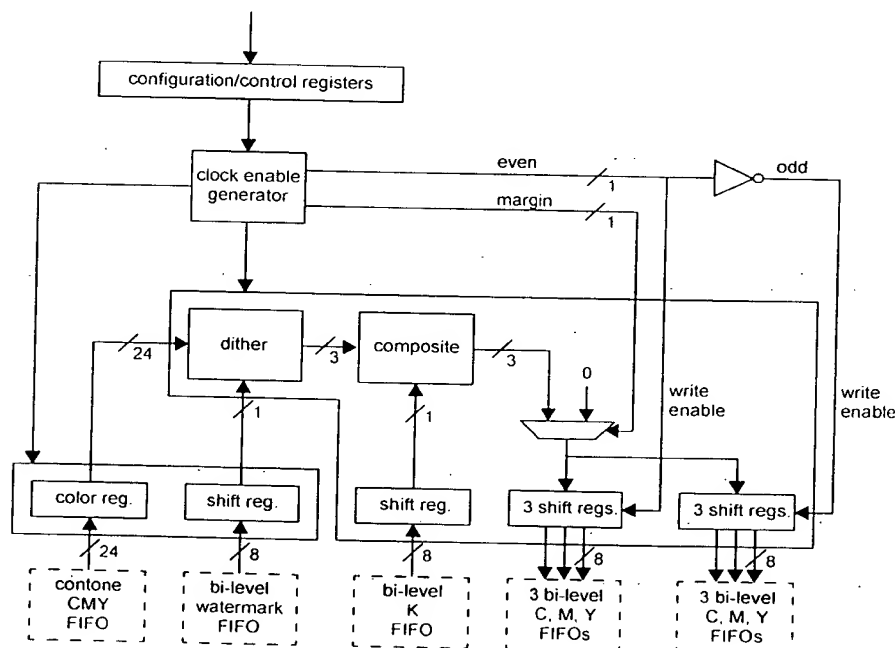 configuration/control registers
clock enable
generator
even
1
odd
margin
1
dither
composite
24
3
3
0
1
1
write
enable
write
enable
color reg.
shift reg.
shift reg.
3 shift regs.
3 shift regs.
24
8
8
8
8
contone
CMY
FIFO
bi-level
watermark
FIFO
bi-level
K
FIFO
3 bi-level
C, M, Y
FIFOs
3 bi-level
C, M, Y
FIFOs